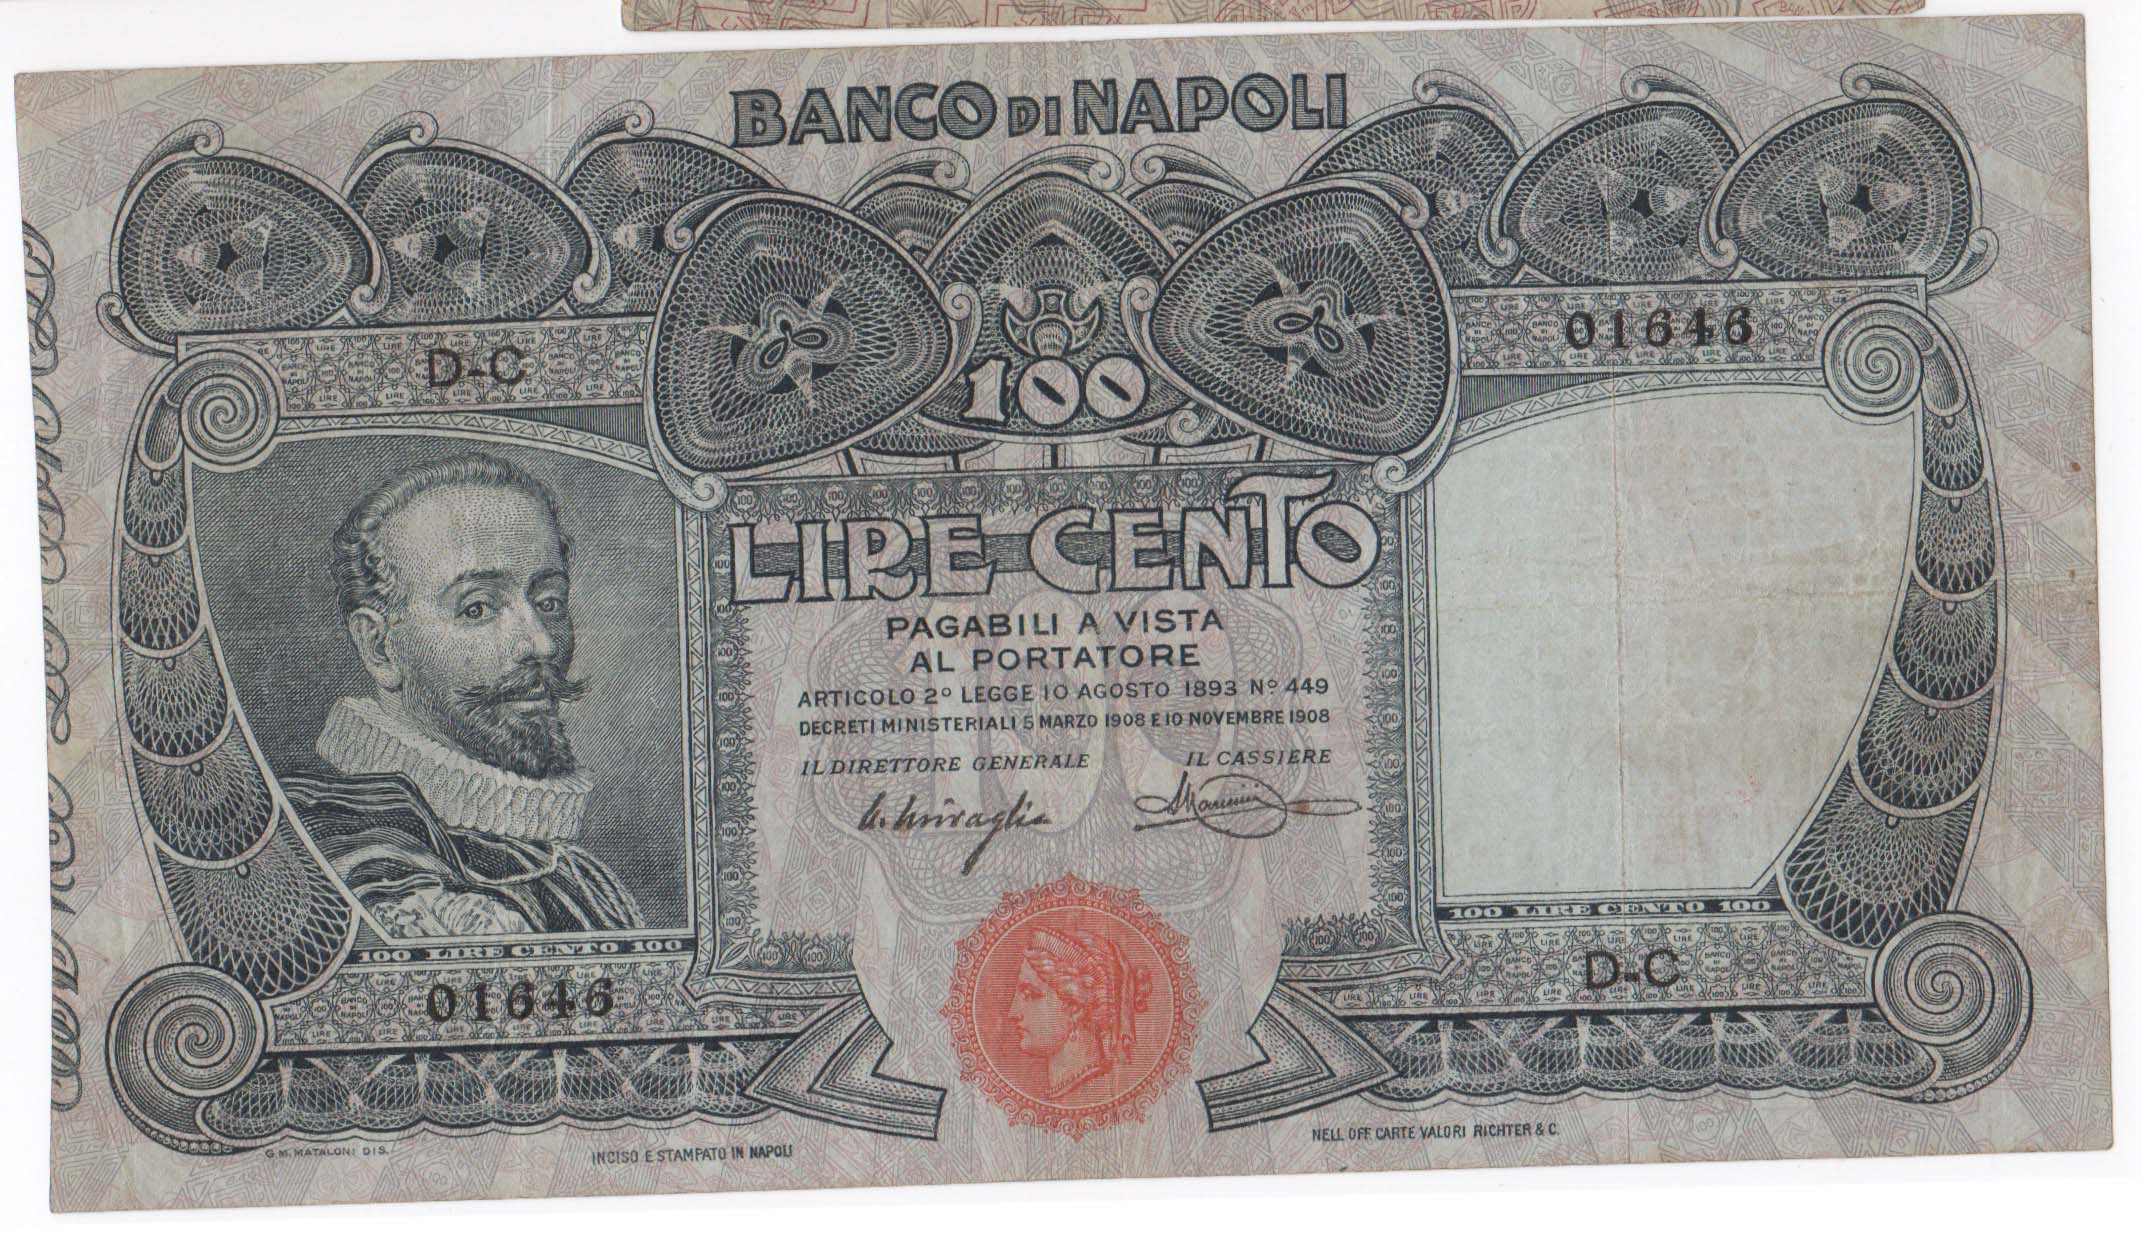 BANCO DI NAPOLI
D-C
01646
100
LIRE CENTO
PAGABILI A VISTA
AL PORTATORE
ARTICOLO 2º LEGGE 10 AGOSTO 1893 Nº 449
DECRETI MINISTERIALI 5 MARZO 1908 E 10 NOVEMBRE 1908
IL DIRETTORE GENERALE IL CASSIERE
100 LIRE CENTO 100
100 LIRE CENTO 100
01646
D-C
G. M. MATALONI DIS.
INCISO E STAMPATO IN NAPOLI
NELL OFF. CARTE VALORI RICHTER & C.